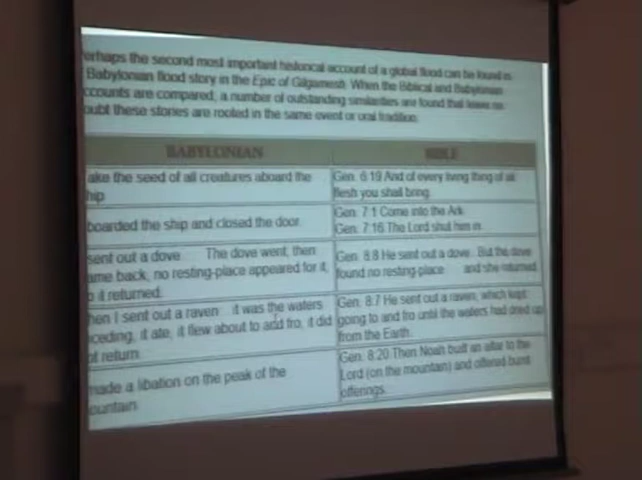 erhaps the second most important historical account of a global flood can be found in
Babylonian flood story in the Epic of Gilgamesh. When the Biblical and Babylonian
ccounts are compared, a number of outstanding similarities are found that leave no
oubt these stories are rooted in the same event or oral tradition.
BABYLONIAN
BIBLE
ake the seed of all creatures aboard the
hip
Gen. 6:19 And of every living thing of all
flesh you shall bring
boarded the ship and closed the door.
Gen. 7:1 Come into the Ark
Gen. 7:16 The Lord shut him in.
sent out a dove The dove went, then
ame back, no resting-place appeared for it,
o it returned.
Gen. 8:8 He sent out a dove But the dove
found no resting-place and she returned.
hen I sent out a raven it was the waters
eceding, it ate, it flew about to and fro, it did
ot return.
Gen. 8:7 He sent out a raven, which kept
going to and fro until the waters had dried up
from the Earth.
made a libation on the peak of the
ountain.
Gen. 8:20 Then Noah built an altar to the
Lord (on the mountain) and offered burnt
offerings.